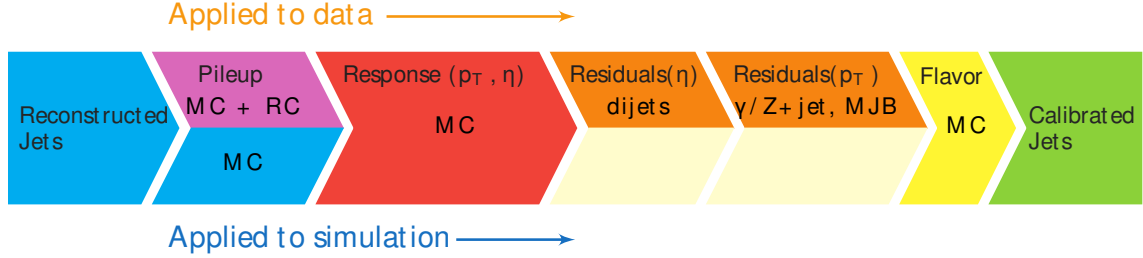 Applied to data
Reconstructed
Jets
Pileup
MC + RC
MC
Response (pT, η)
MC
Residuals(η)
dijets
Residuals(pT)
γ/Z+jet, MJB
Flavor
MC
Calibrated
Jets
Applied to simulation